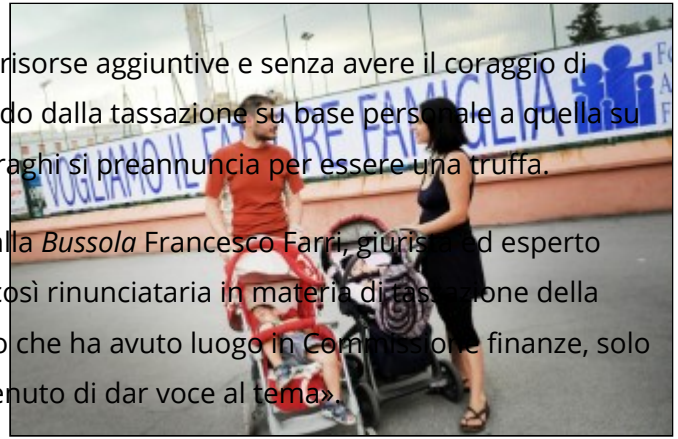 risorse aggiuntive e senza avere il coraggio di
do dalla tassazione su base personale a quella su
raghi si preannuncia per essere una truffa.
VOGLIAMO IL FATTORE FAMIGLIA
lla Bussola Francesco Farri, giurista ed esperto
così rinunciataria in materia di tassazione della
o che ha avuto luogo in Commissione finanze, solo
enuto di dar voce al tema».